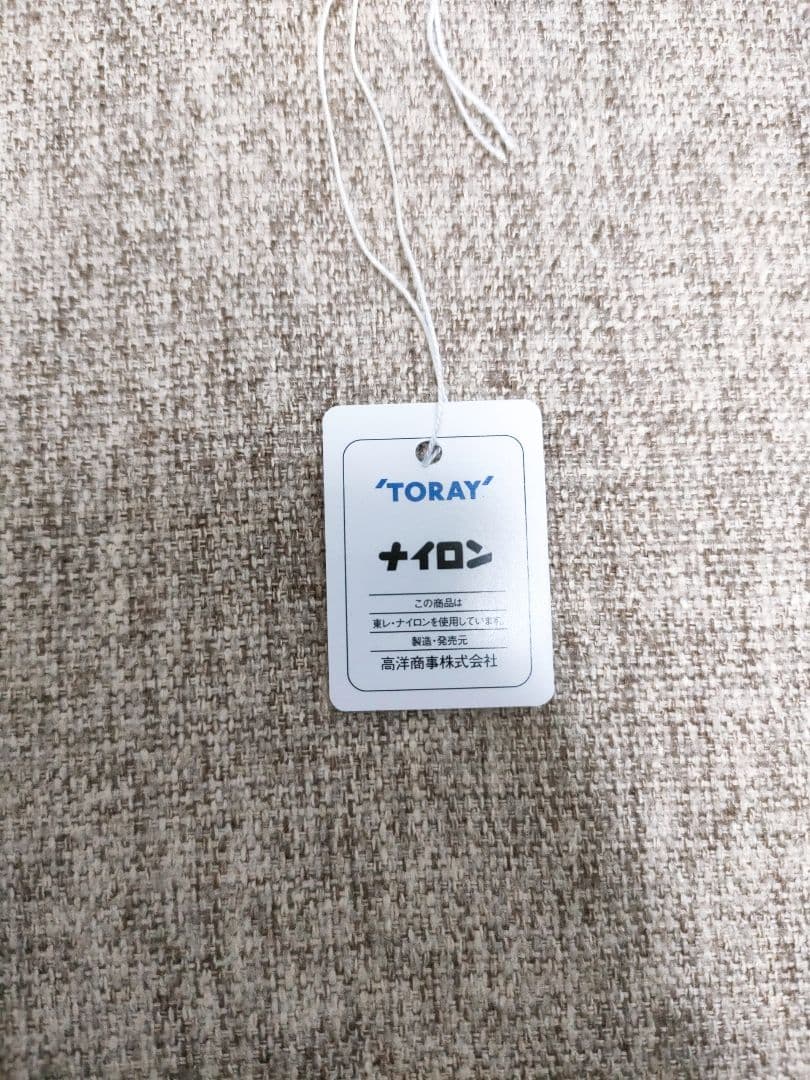 'TORAY'
ナイロン
この商品は
東レ・ナイロンを使用しています。
製造・発売元
高洋商事株式会社